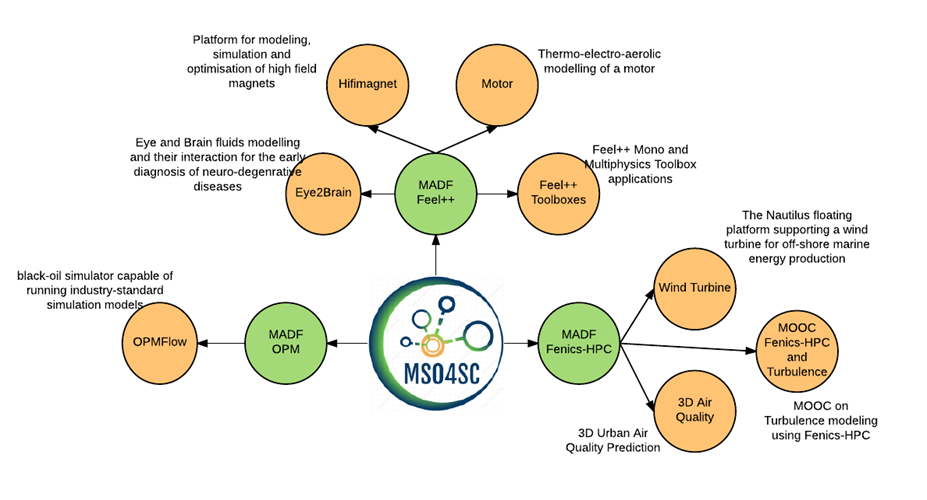 Platform for modeling,
simulation and
optimisation of high field
magnets
Hifimagnet
Motor
Thermo-electro-aerolic
modelling of a motor
Eye and Brain fluids modelling
and their interaction for the early
diagnosis of neuro-degenrative
diseases
Eye2Brain
MADF
Feel++
Feel++
Toolboxes
Feel++ Mono and
Multiphysics Toolbox
applications
The Nautilus floating
platform supporting a wind
turbine for off-shore marine
energy production
Wind Turbine
black-oil simulator capable of
running industry-standard
simulation models
OPMFlow
MADF
OPM
MSO4SC
MADF
Fenics-HPC
MOOC
Fenics-HPC
and
Turbulence
MOOC on
Turbulence modeling
using Fenics-HPC
3D Air
Quality
3D Urban Air
Quality Prediction